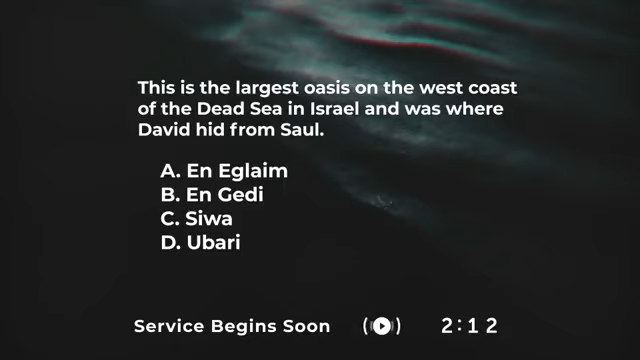 This is the largest oasis on the west coast
of the Dead Sea in Israel and was where
David hid from Saul.
A. En Eglaim
B. En Gedi
C. Siwa
D. Ubari
Service Begins Soon 2:12